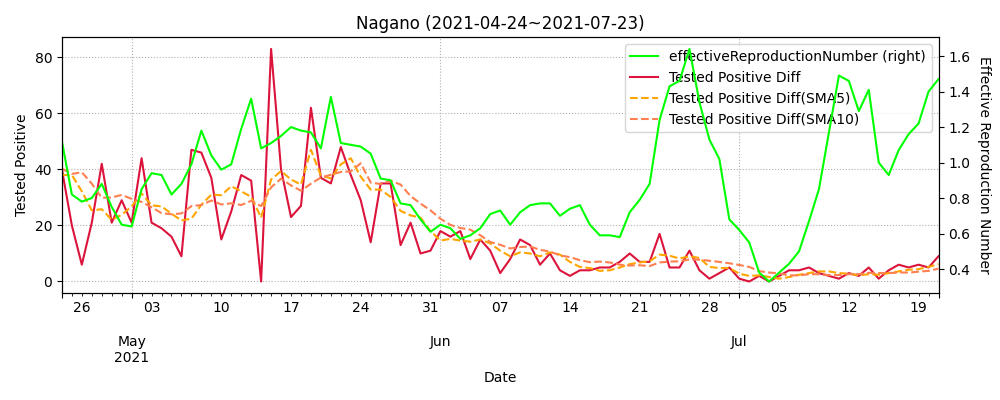 Nagano (2021-04-24~2021-07-23)
effectiveReproductionNumber (right)
Tested Positive Diff
Tested Positive Diff(SMA5)
Tested Positive Diff(SMA10)
Tested Positive
80
60
40
20
0
1.6
1.4
1.2
1.0
0.8
0.6
0.4
Effective Reproduction Number
26 03 10 17 24 31 07 14 21 28 05 12 19
May Jun Jul
2021
Date